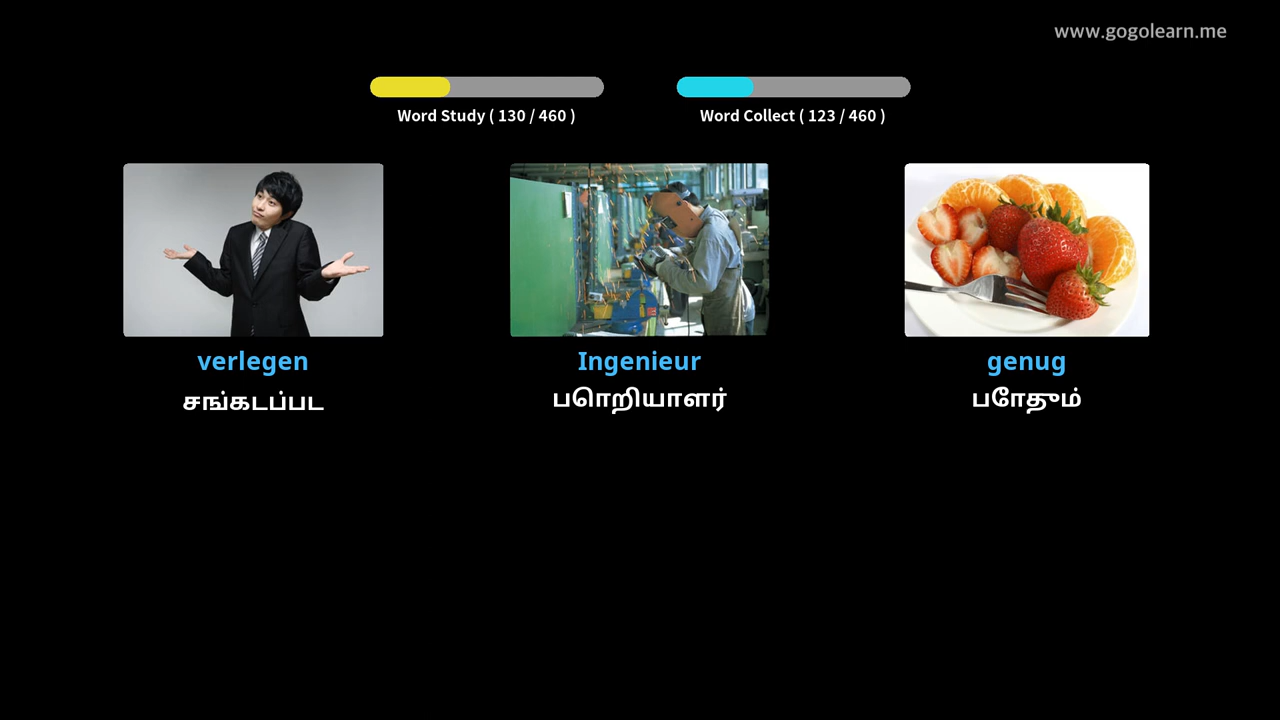 www.gogolearn.me
Word Study ( 130 / 460 )
Word Collect ( 123 / 460 )
verlegen
Ingenieur
genug
சங்கடப்பட
பொறியாளர்
போதும்